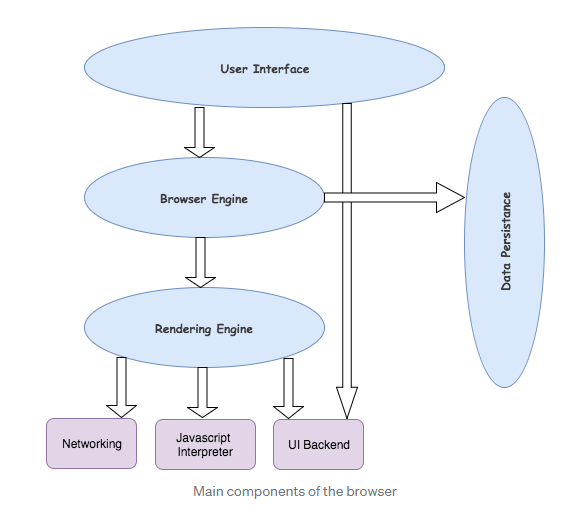 User Interface
Browser Engine
Data Persistance
Rendering Engine
Networking
Javascript
Interpreter
UI Backend
Main components of the browser